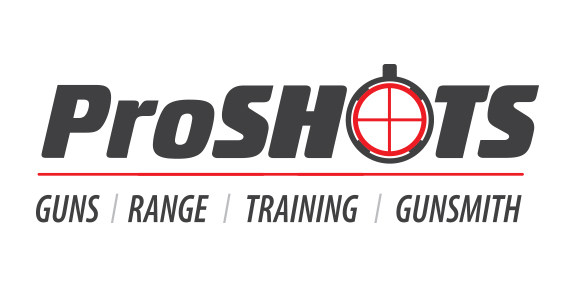 ProSHOTS
GUNS / RANGE / TRAINING / GUNSMITH